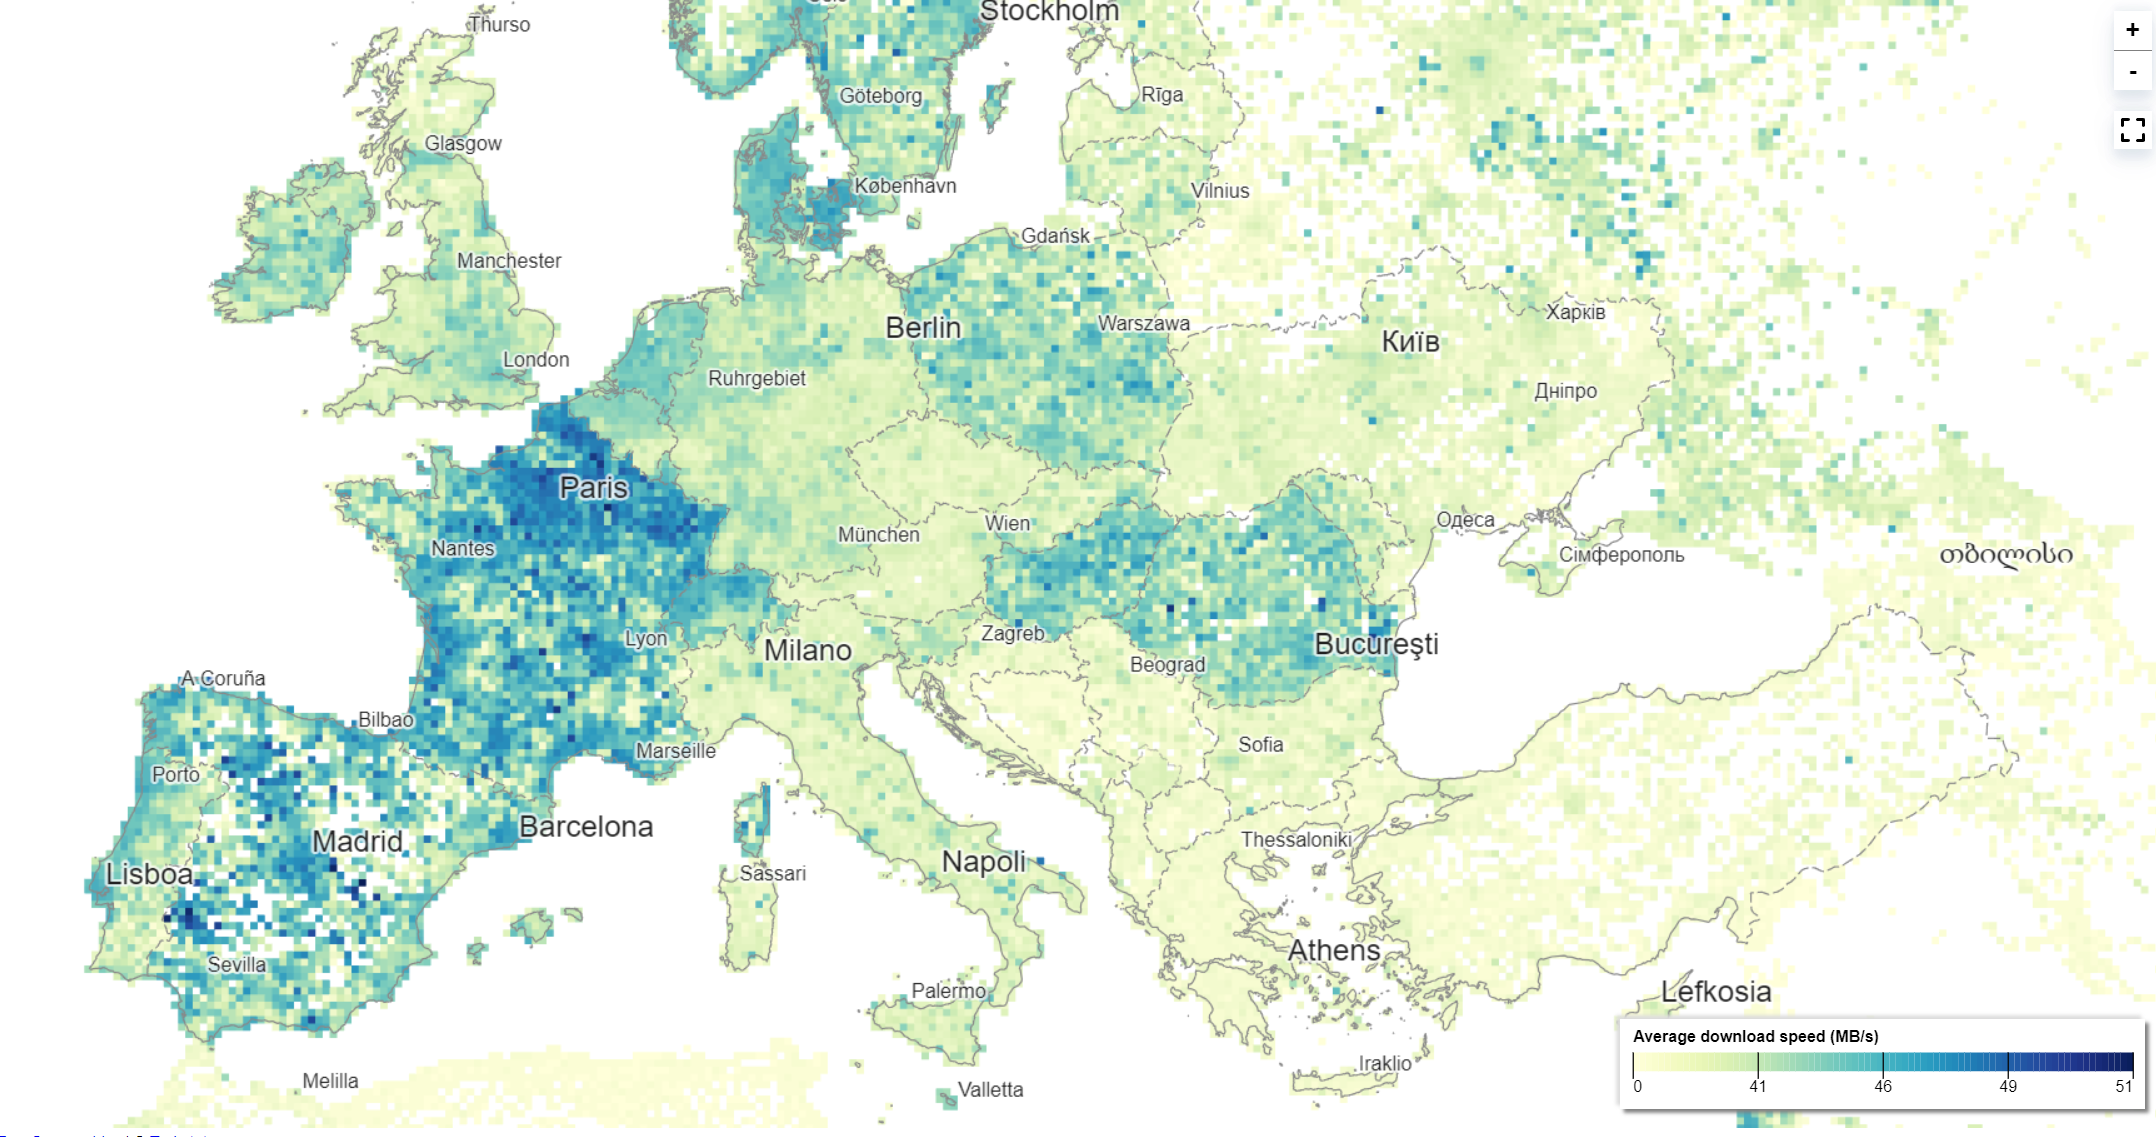 Stockholm
Thurso
Rīga
Göteborg
Glasgow
København
Vilnius
Gdańsk
Manchester
Харків
Berlin
Warszawa
Київ
London
Ruhrgebiet
Дніпро
Paris
Wien
Одеса
München
Nantes
Сімферополь
თბილისი
Zagreb
Lyon
Milano
Bucureşti
Beograd
A Coruña
Bilbao
Marseille
Sofia
Porto
Barcelona
Madrid
Thessaloniki
Napoli
Lisboa
Sassari
Athens
Sevilla
Palermo
Lefkosia
Iraklio
Melilla
Valletta
+
-
Average download speed (MB/s)
0 41 46 49 51